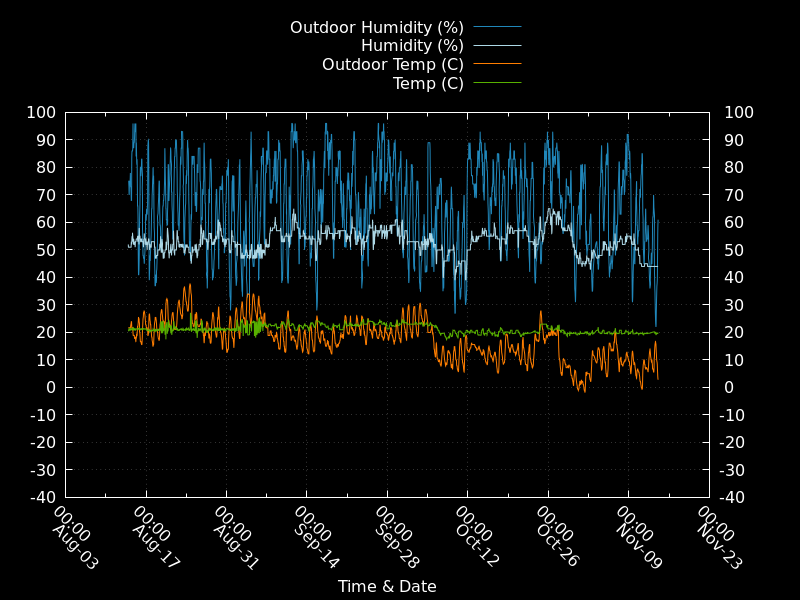 Outdoor Humidity (%)
Humidity (%)
Outdoor Temp (C)
Temp (C)
100 100
90 90
80 80
70 70
60 60
50 50
40 40
30 30
20 20
10 10
0 0
-10 -10
-20 -20
-30 -30
-40 -40
00:00 00:00 00:00 00:00 00:00 00:00 00:00 00:00 00:00
Aug-03 Aug-17 Aug-31 Sep-14 Sep-28 Oct-12 Oct-26 Nov-09 Nov-23
Time & Date